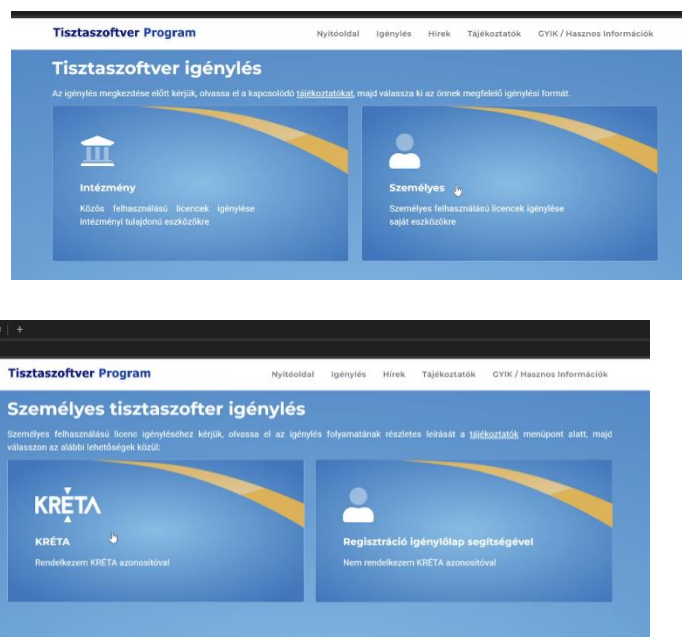 Tisztaszoftver Program
Nyitóoldal Igénylés Hírek Tájékoztatók GYIK / Hasznos Információk
Tisztaszoftver igénylés
Az igénylés megkezdése előtt kérjük, olvassa el a kapcsolódó tájékoztatókat, majd válassza ki az önnek megfelelő igénylési formát.
Intézmény
Közös felhasználású licencek igénylése
intézményi tulajdonú eszközökre
Személyes
Személyes felhasználású licencek igénylése
saját eszközökre
+
Tisztaszoftver Program
Nyitóoldal Igénylés Hírek Tájékoztatók GYIK / Hasznos Információk
Személyes tisztaszofter igénylés
Személyes felhasználású licenc igényléséhez kérjük, olvassa el az igénylés folyamatának részletes leírását a tájékoztatók menüpont alatt, majd
válasszon az alábbi lehetőségek közül:
KRÉTA
KRÉTA
Rendelkezem KRÉTA azonosítóval
Regisztráció igénylőlap segítségével
Nem rendelkezem KRÉTA azonosítóval